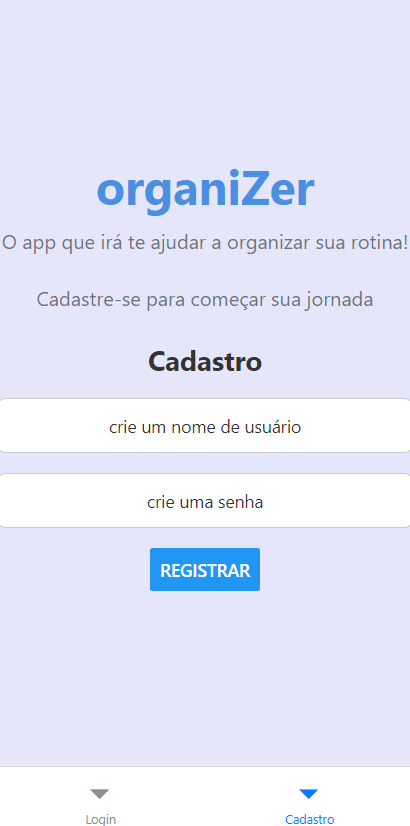 organiZer
O app que irá te ajudar a organizar sua rotina!
Cadastre-se para começar sua jornada
Cadastro
crie um nome de usuário
crie uma senha
REGISTRAR
Login
Cadastro